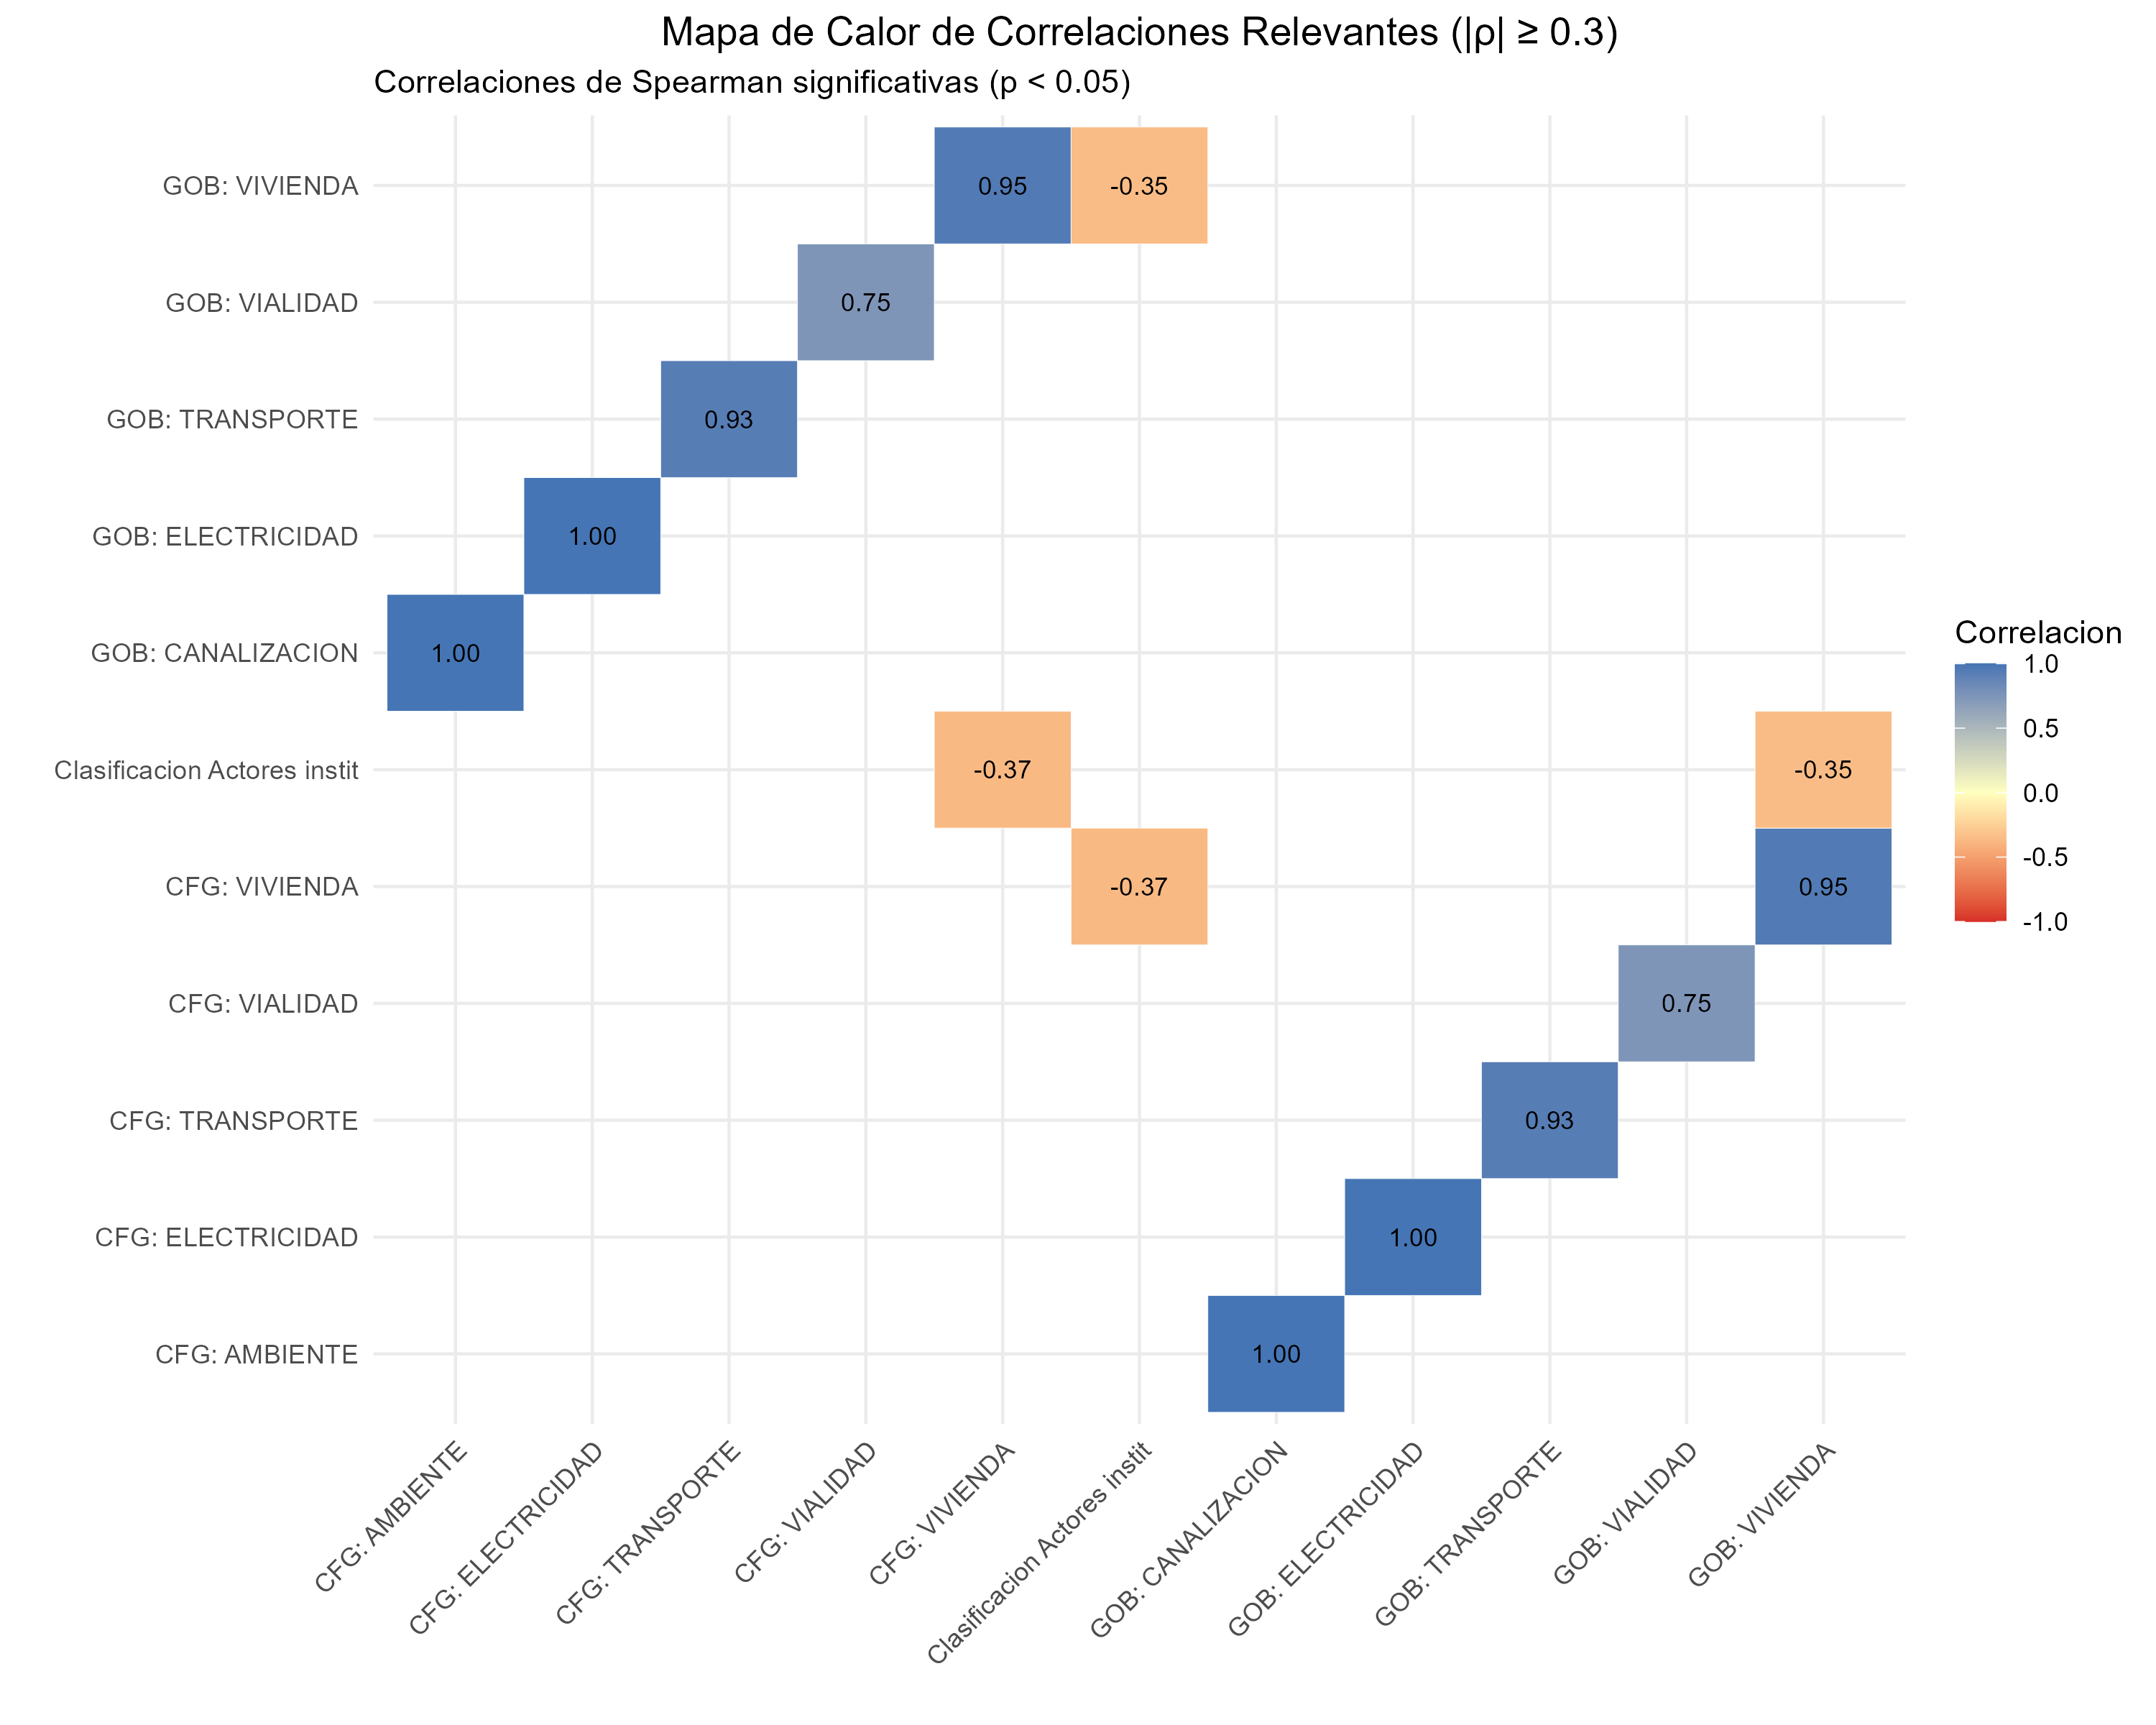 Mapa de Calor de Correlaciones Relevantes (|ρ| ≥ 0.3)
Correlaciones de Spearman significativas (p < 0.05)
GOB: VIVIENDA
0.95
-0.35
GOB: VIALIDAD
0.75
GOB: TRANSPORTE
0.93
GOB: ELECTRICIDAD
1.00
GOB: CANALIZACION
1.00
Clasificacion Actores instit
-0.37
-0.35
CFG: VIVIENDA
-0.37
0.95
CFG: VIALIDAD
0.75
CFG: TRANSPORTE
0.93
CFG: ELECTRICIDAD
1.00
CFG: AMBIENTE
1.00
CFG: AMBIENTE
CFG: ELECTRICIDAD
CFG: TRANSPORTE
CFG: VIALIDAD
CFG: VIVIENDA
Clasificacion Actores instit
GOB: CANALIZACION
GOB: ELECTRICIDAD
GOB: TRANSPORTE
GOB: VIALIDAD
GOB: VIVIENDA
Correlacion
1.0
0.5
0.0
-0.5
-1.0